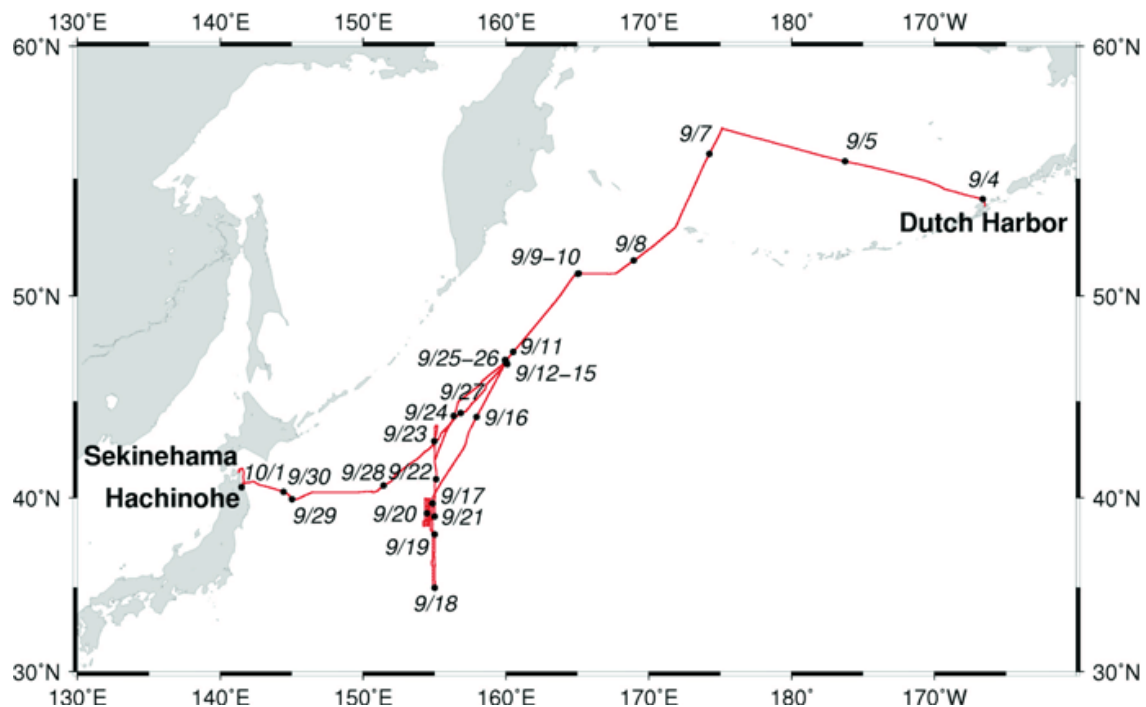 130˚E 140˚E 150˚E 160˚E 170˚E 180˚ 170˚W
60˚N 60˚N
9/7
9/5
9/4
Dutch Harbor
9/8
9/9−10
50˚N 50˚N
9/11
9/25−26
9/12−15
9/27
9/24
9/16
9/23
Sekinehama
10/1 9/30 9/28 9/22
Hachinohe
40˚N 40˚N
9/17
9/29
9/20 9/21
9/19
9/18
30˚N 30˚N
130˚E 140˚E 150˚E 160˚E 170˚E 180˚ 170˚W